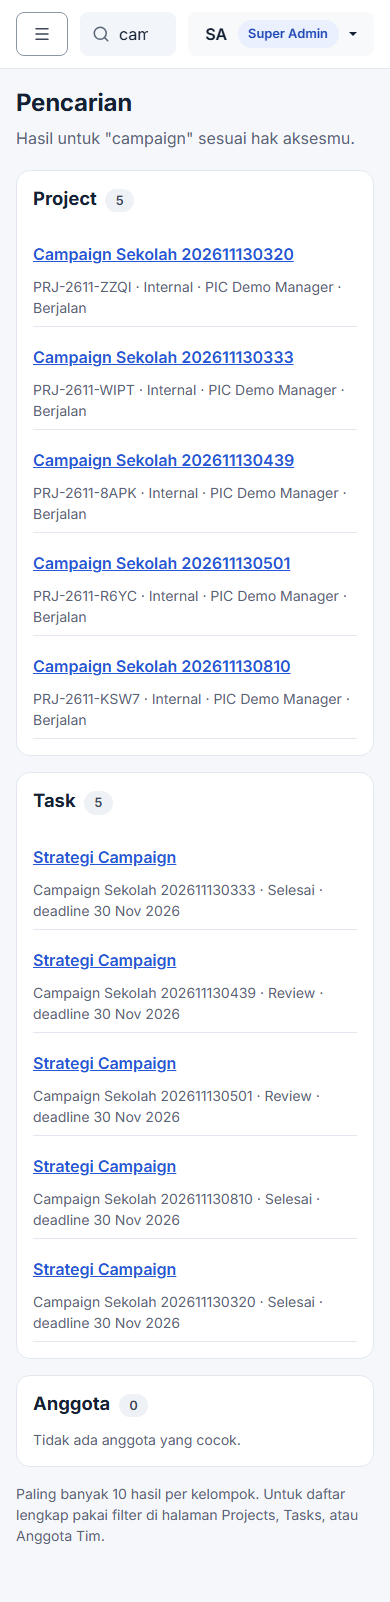 cam
SA Super Admin
Pencarian
Hasil untuk "campaign" sesuai hak aksesmu.
Project 5
Campaign Sekolah 202611130320
PRJ-2611-ZZQI · Internal · PIC Demo Manager ·
Berjalan
Campaign Sekolah 202611130333
PRJ-2611-WIPT · Internal · PIC Demo Manager ·
Berjalan
Campaign Sekolah 202611130439
PRJ-2611-8APK · Internal · PIC Demo Manager ·
Berjalan
Campaign Sekolah 202611130501
PRJ-2611-R6YC · Internal · PIC Demo Manager ·
Berjalan
Campaign Sekolah 202611130810
PRJ-2611-KSW7 · Internal · PIC Demo Manager ·
Berjalan
Task 5
Strategi Campaign
Campaign Sekolah 202611130333 · Selesai ·
deadline 30 Nov 2026
Strategi Campaign
Campaign Sekolah 202611130439 · Review ·
deadline 30 Nov 2026
Strategi Campaign
Campaign Sekolah 202611130501 · Review ·
deadline 30 Nov 2026
Strategi Campaign
Campaign Sekolah 202611130810 · Selesai ·
deadline 30 Nov 2026
Strategi Campaign
Campaign Sekolah 202611130320 · Selesai ·
deadline 30 Nov 2026
Anggota 0
Tidak ada anggota yang cocok.
Paling banyak 10 hasil per kelompok. Untuk daftar
lengkap pakai filter di halaman Projects, Tasks, atau
Anggota Tim.